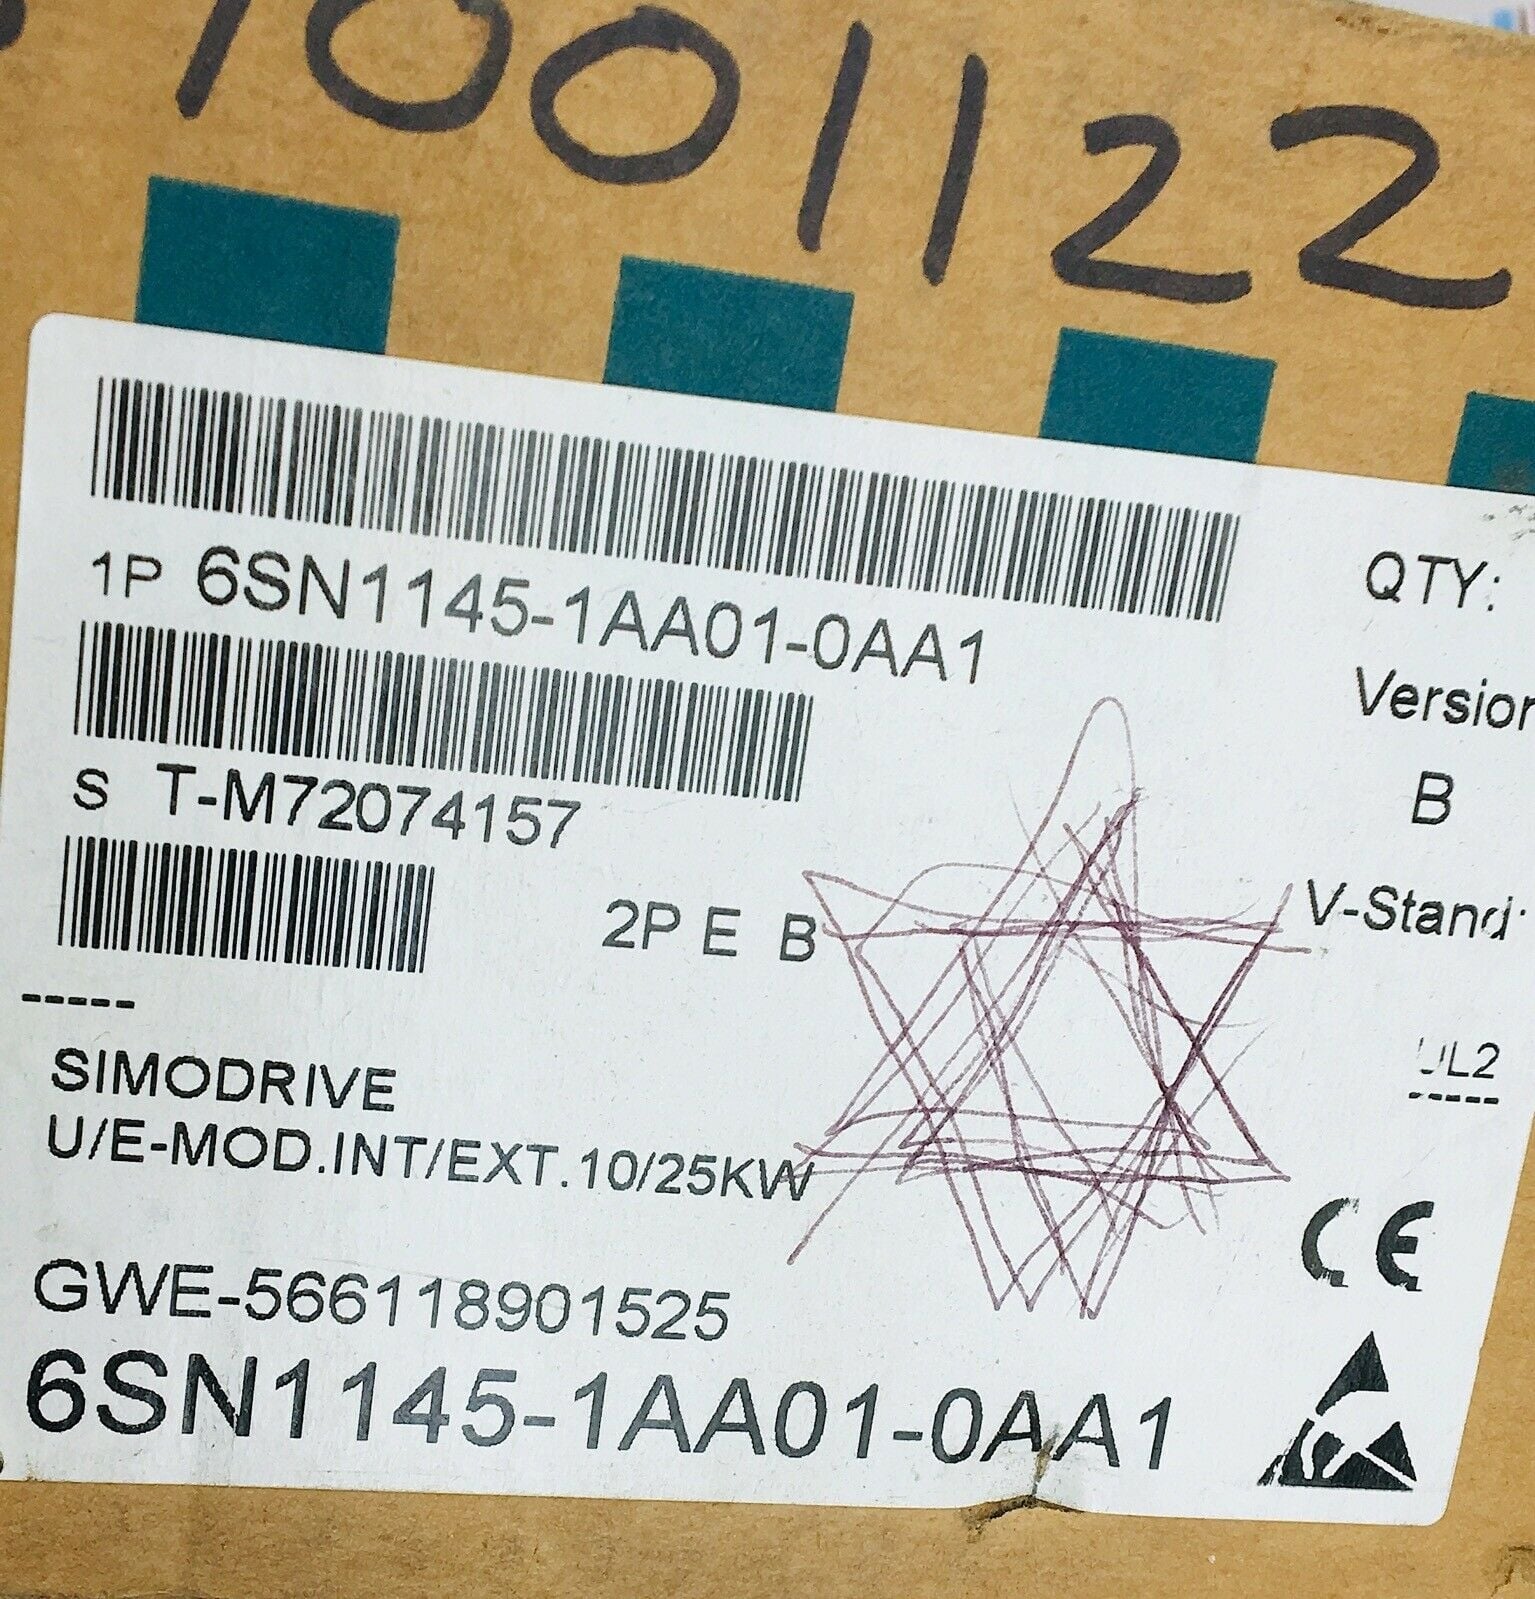 1001122
QTY:
1P 6SN1145-1AA01-0AA1
Version
B
S T-M72074157
2P E B
V-Stand
-----
UL2
-----
SIMODRIVE
U/E-MOD.INT/EXT.10/25KW
CE
GWE-566118901525
6SN1145-1AA01-0AA1